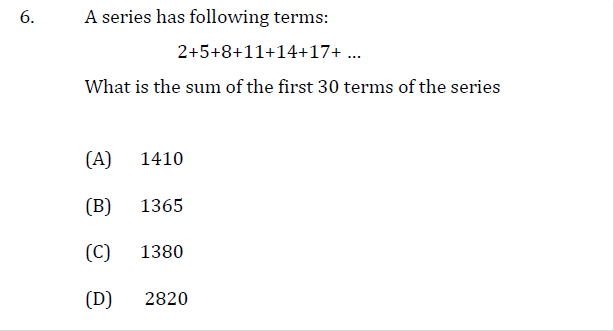 6. A series has following terms:
2+5+8+11+14+17+ ...
What is the sum of the first 30 terms of the series
(A) 1410
(B) 1365
(C) 1380
(D) 2820